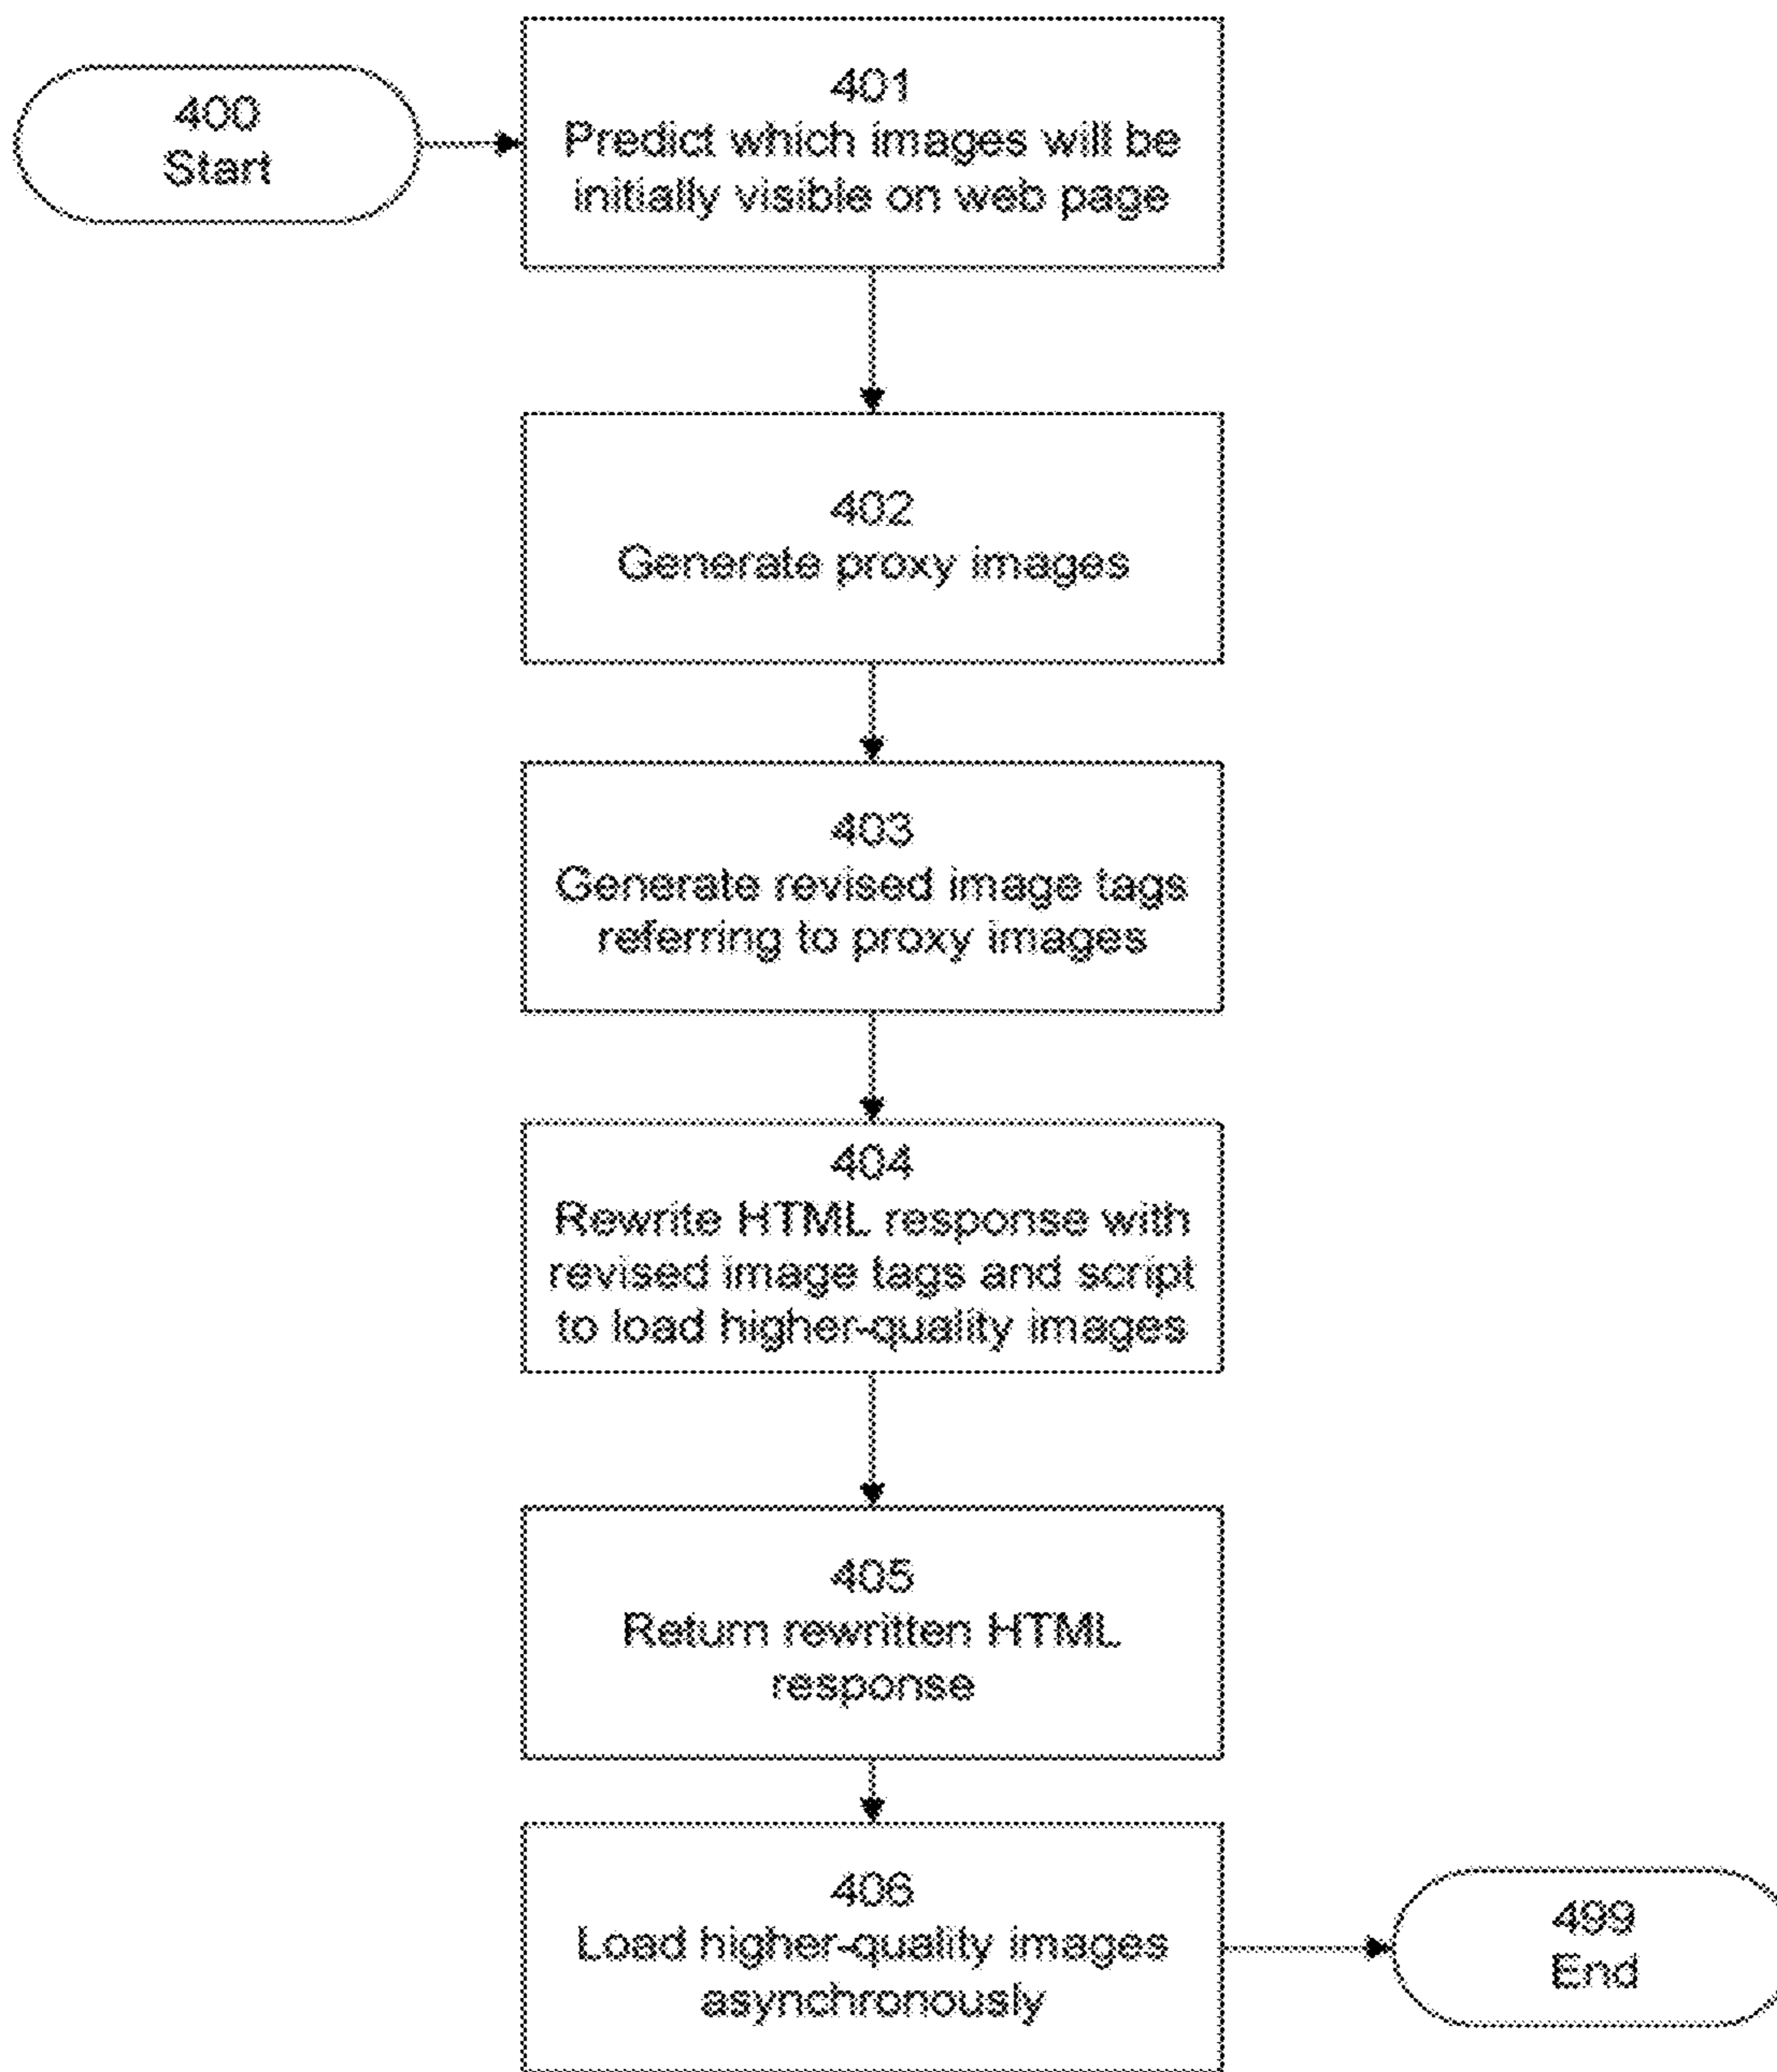 400
Start
401
Predict which images will be
initially visible on web page
402
Generate proxy images
403
Generate revised image tags
referring to proxy images
404
Rewrite HTML response with
revised image tags and script
to load higher-quality images
405
Return rewritten HTML
response
406
Load higher-quality images
asynchronously
499
End